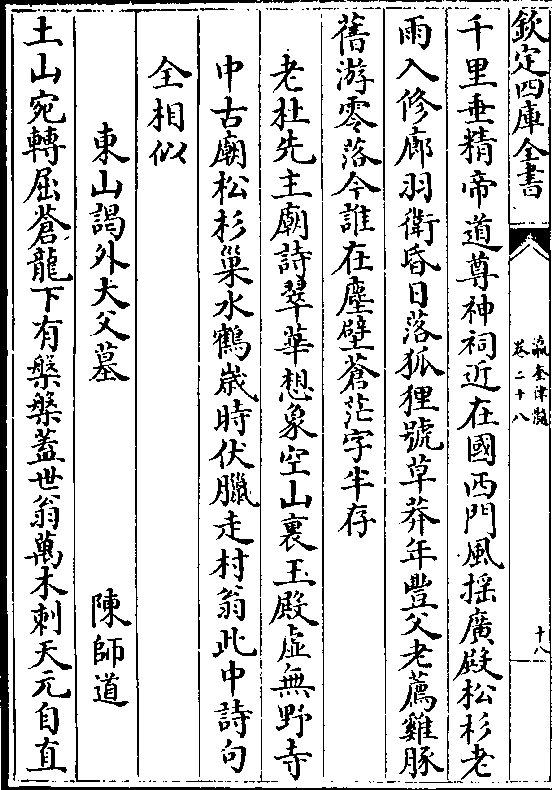 欽定四庫全書
瀛奎律髓
卷二十八
十八
千里垂精帝道尊神祠近在國西門風揺廣殿松杉老
雨入修廊羽衛昏日落狐狸號草莽年豐父老薦雞豚
舊游零落今誰在塵壁蒼茫字半存
老杜先主廟詩翠華想象空山裏玉殿虛無野寺
中古廟松杉巢水鶴嵗時伏臘走村翁此中詩句
全相似
東山謁外大父墓
陳師道
土山宛轉屈蒼龍下有槃槃蓋世翁萬木刺天元自直